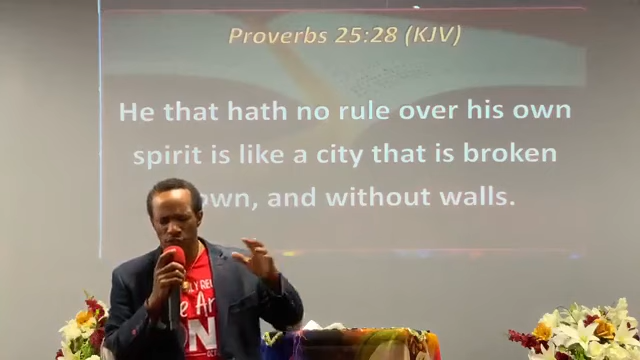 Proverbs 25:28 (KJV)
He that hath no rule over his own
spirit is like a city that is broken
own, and without walls.